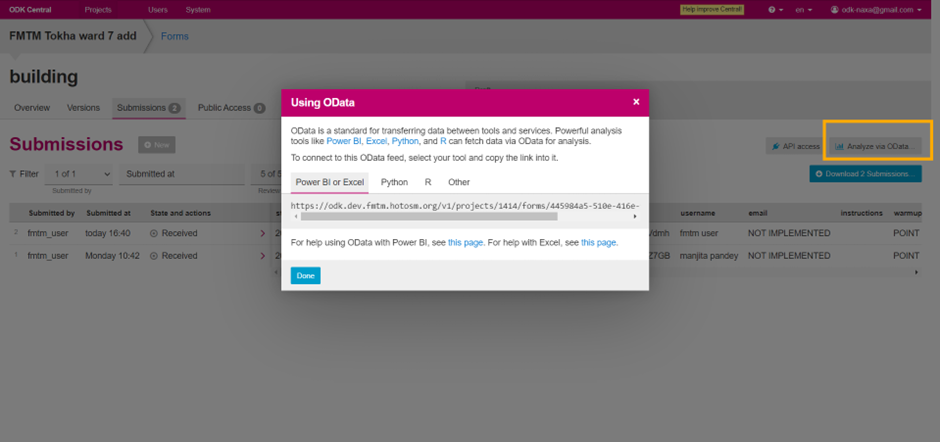 ODK Central Projects Users System Help improve Central! en odk-naxa@gmail.com
FMTM Tokha ward 7 add Forms
building
Overview Versions Submissions 2 Public Access 0
Submissions New
API access Analyze via OData...
Filter 1 of 1 Submitted at 5 of 5
Submitted by
Download 2 Submissions...
Using OData ×
OData is a standard for transferring data between tools and services. Powerful analysis
tools like Power BI, Excel, Python, and R can fetch data via OData for analysis.
To connect to this OData feed, select your tool and copy the link into it.
Power BI or Excel Python R Other
https://odk.dev.fmtm.hotosm.org/v1/projects/1414/forms/445984a5-510e-416e-
For help using OData with Power BI, see this page. For help with Excel, see this page.
Done
Submitted by Submitted at State and actions username email instructions warmup
2 fmtm_user today 16:40 Received fmtm user NOT IMPLEMENTED POINT
1 fmtm_user Monday 10:42 Received Z7GB manjita pandey NOT IMPLEMENTED POINT